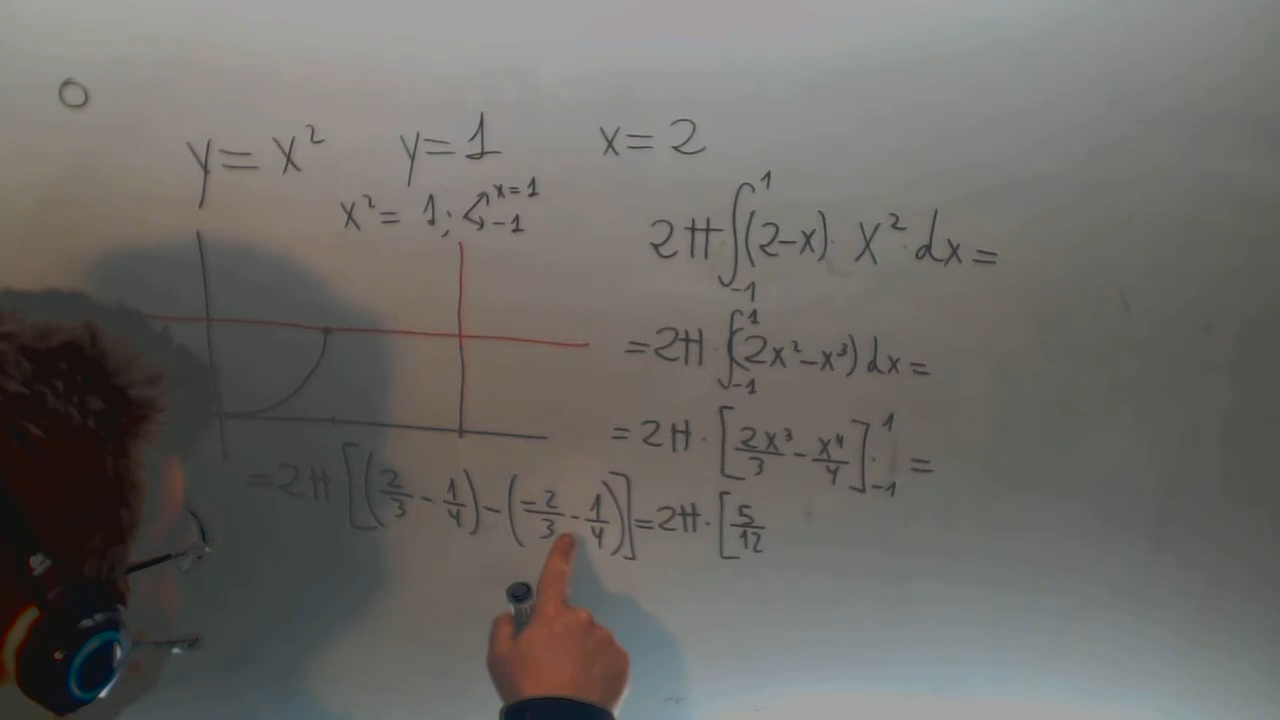 y = x² y = 1 x = 2
x² = 1; x = 1
-1
2π ∫₋₁¹ (2-x) · x² dx =
= 2π · ∫₋₁¹ (2x² - x³) dx =
= 2π · [2x³/3 - x⁴/4]₋₁¹ =
= 2π [(2/3 - 1/4) - (-2/3 - 1/4)] = 2π · [5/12